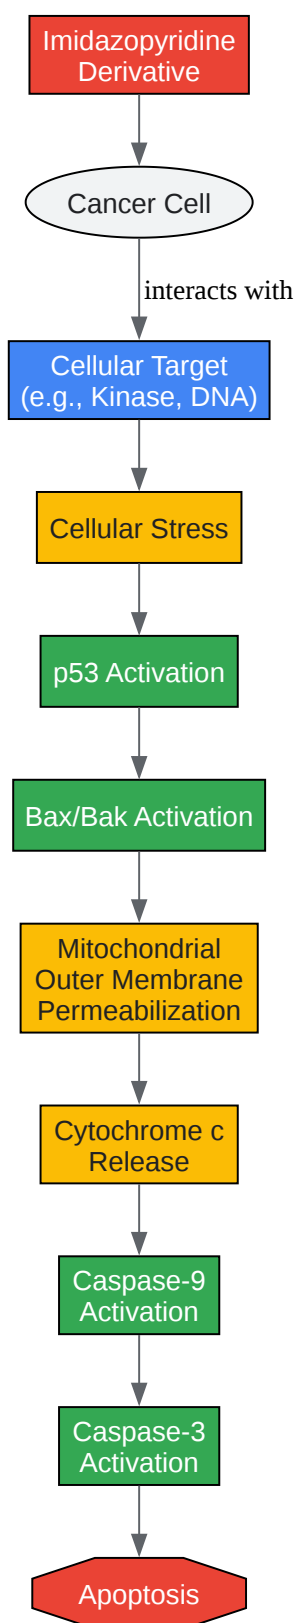 Imidazopyridine
Derivative
Cancer Cell
interacts with
Cellular Target
(e.g., Kinase, DNA)
Cellular Stress
p53 Activation
Bax/Bak Activation
Mitochondrial
Outer Membrane
Permeabilization
Cytochrome c
Release
Caspase-9
Activation
Caspase-3
Activation
Apoptosis